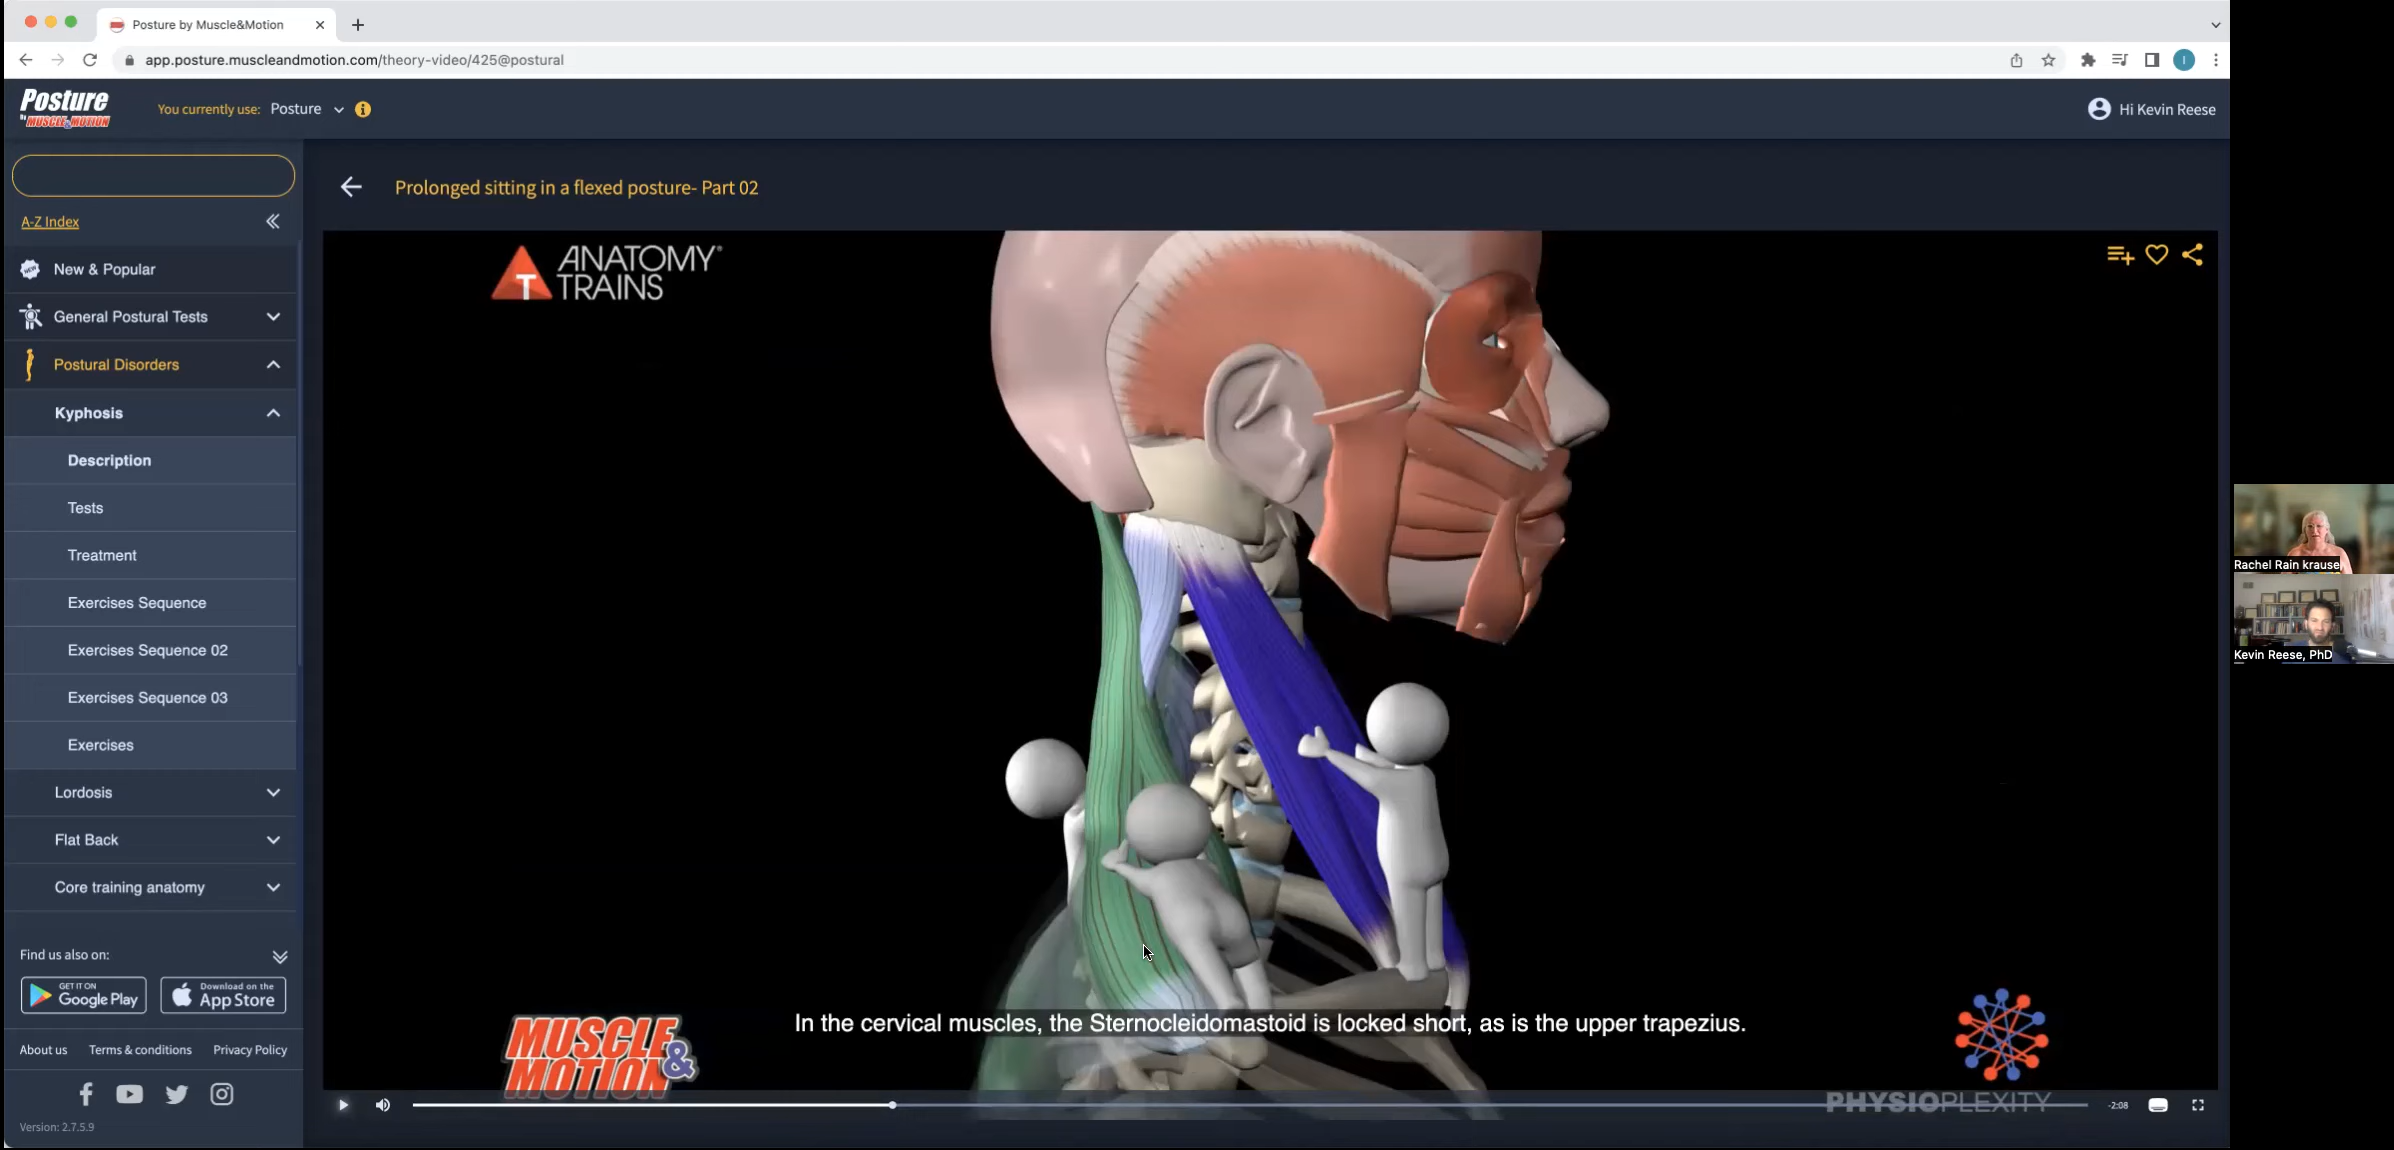 Posture by Muscle&Motion
app.posture.muscleandmotion.com/theory-video/425@postural
Posture
By MUSCLE&MOTION
You currently use: Posture
Hi Kevin Reese
A-Z Index
New & Popular
General Postural Tests
Postural Disorders
Kyphosis
Description
Tests
Treatment
Exercises Sequence
Exercises Sequence 02
Exercises Sequence 03
Exercises
Lordosis
Flat Back
Core training anatomy
Find us also on:
GET IT ON
Google Play
Download on the
App Store
About us Terms & conditions Privacy Policy
Version: 2.7.5.9
Prolonged sitting in a flexed posture- Part 02
ANATOMY
TRAINS
In the cervical muscles, the Sternocleidomastoid is locked short, as is the upper trapezius.
MUSCLE
& MOTION
PHYSIOPLEXITY
-2:08
Rachel Rain krause
Kevin Reese, PhD